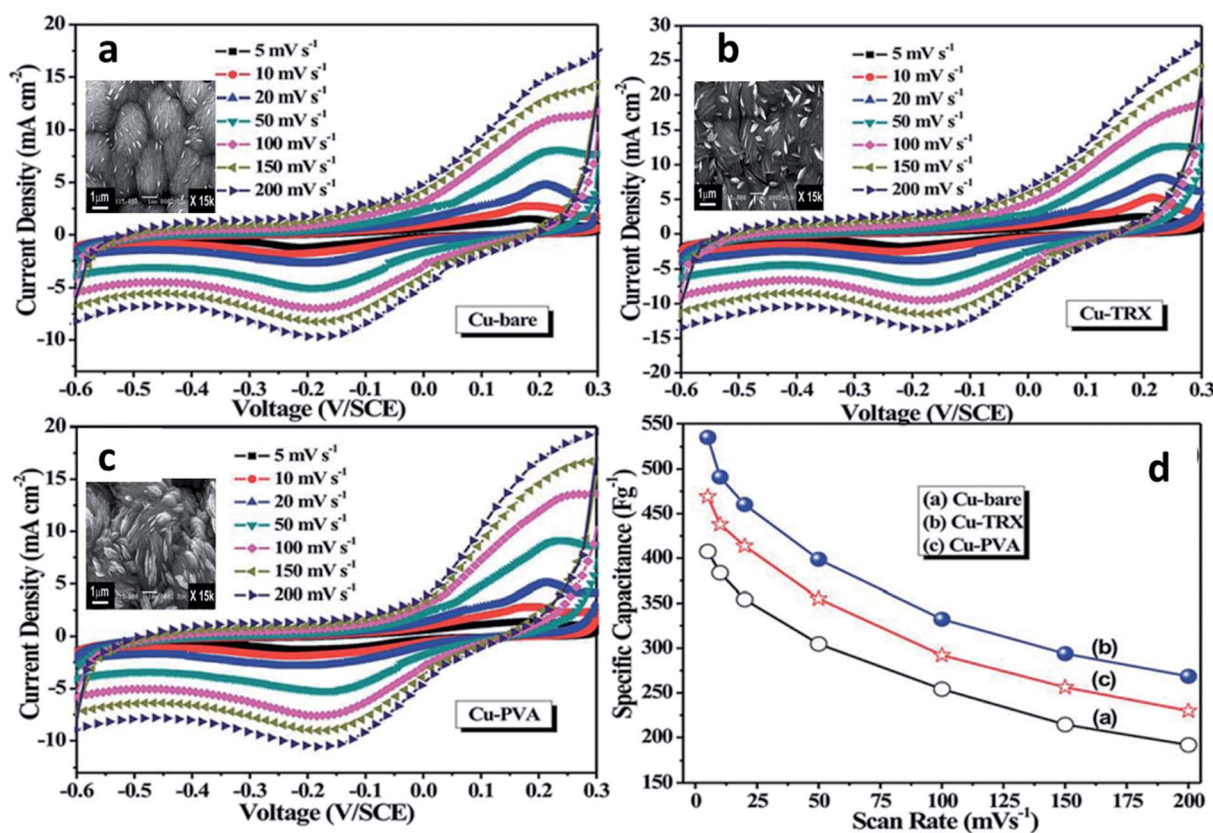 a
5 mV s⁻¹
10 mV s⁻¹
20 mV s⁻¹
50 mV s⁻¹
100 mV s⁻¹
150 mV s⁻¹
200 mV s⁻¹
1μm
X 15k
Cu-bare
Current Density (mA cm⁻²)
20
15
10
5
0
-5
-10
-0.6 -0.5 -0.4 -0.3 -0.2 -0.1 0.0 0.1 0.2 0.3
Voltage (V/SCE)
b
5 mV s⁻¹
10 mV s⁻¹
20 mV s⁻¹
50 mV s⁻¹
100 mV s⁻¹
150 mV s⁻¹
200 mV s⁻¹
1μm
X 15k
Cu-TRX
Current Density (mA cm⁻²)
30
25
20
15
10
5
0
-5
-10
-15
-20
-0.6 -0.5 -0.4 -0.3 -0.2 -0.1 0.0 0.1 0.2 0.3
Voltage (V/SCE)
c
5 mV s⁻¹
10 mV s⁻¹
20 mV s⁻¹
50 mV s⁻¹
100 mV s⁻¹
150 mV s⁻¹
200 mV s⁻¹
1μm
X 15k
Cu-PVA
Current Density (mA cm⁻²)
20
15
10
5
0
-5
-10
-0.6 -0.5 -0.4 -0.3 -0.2 -0.1 0.0 0.1 0.2 0.3
Voltage (V/SCE)
d
(a) Cu-bare
(b) Cu-TRX
(c) Cu-PVA
(b)
(c)
(a)
Specific Capacitance (Fg⁻¹)
550
500
450
400
350
300
250
200
150
0 25 50 75 100 125 150 175 200
Scan Rate (mVs⁻¹)